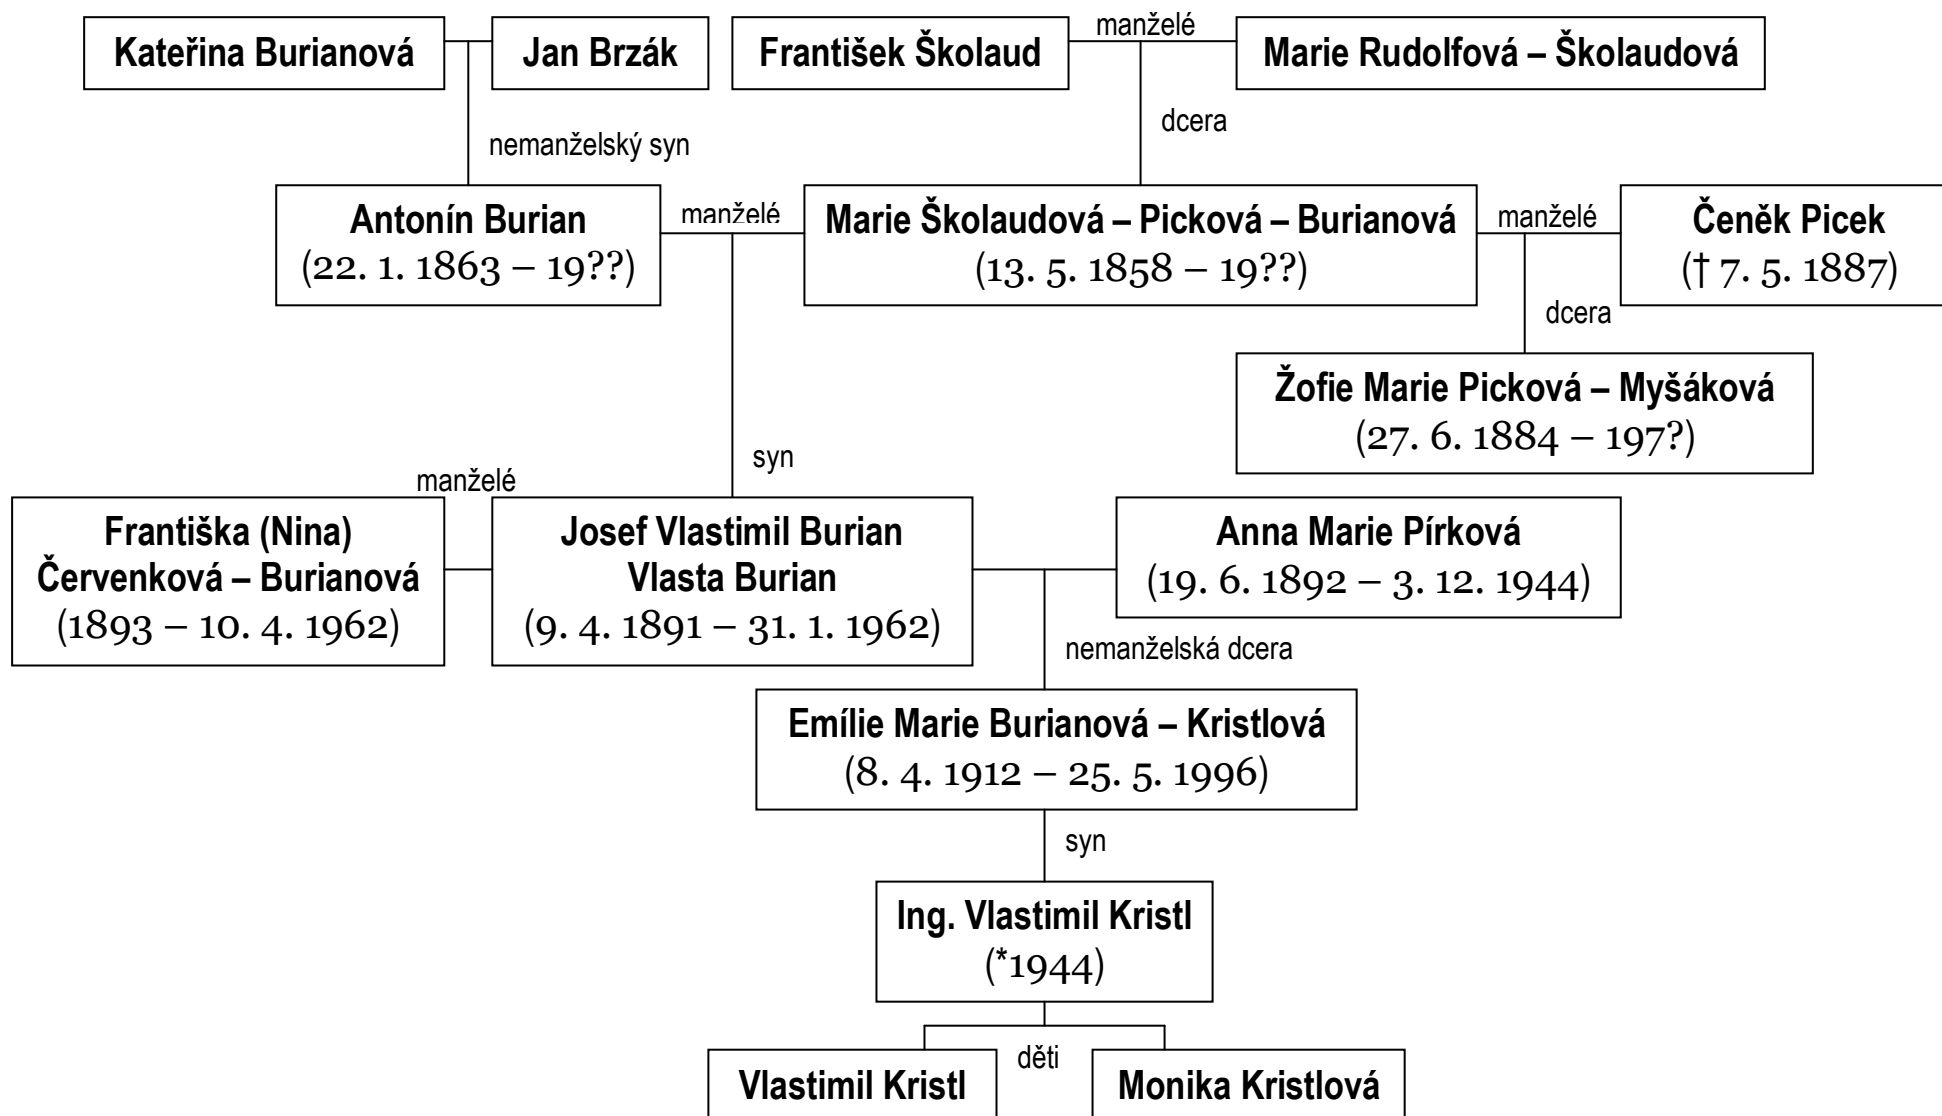 Kateřina Burianová
Jan Brzák
František Školaud
manželé
Marie Rudolfová – Školaudová
nemanželský syn
dcera
Antonín Burian
(22. 1. 1863 – 19??)
manželé
Marie Školaudová – Picková – Burianová
(13. 5. 1858 – 19??)
manželé
Čeněk Picek
(† 7. 5. 1887)
dcera
Žofie Marie Picková – Myšáková
(27. 6. 1884 – 197?)
syn
manželé
Františka (Nina)
Červenková – Burianová
(1893 – 10. 4. 1962)
Josef Vlastimil Burian
Vlasta Burian
(9. 4. 1891 – 31. 1. 1962)
Anna Marie Pírková
(19. 6. 1892 – 3. 12. 1944)
nemanželská dcera
Emílie Marie Burianová – Kristlová
(8. 4. 1912 – 25. 5. 1996)
syn
Ing. Vlastimil Kristl
(*1944)
děti
Vlastimil Kristl
Monika Kristlová